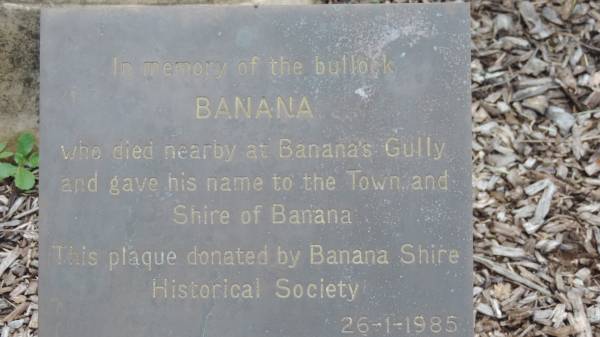 In memory of the bullock
BANANA
who died nearby at Banana's Gully
and gave his name to the Town and
Shire of Banana
This plaque donated by Banana Shire
Historical Society
26-1-1985